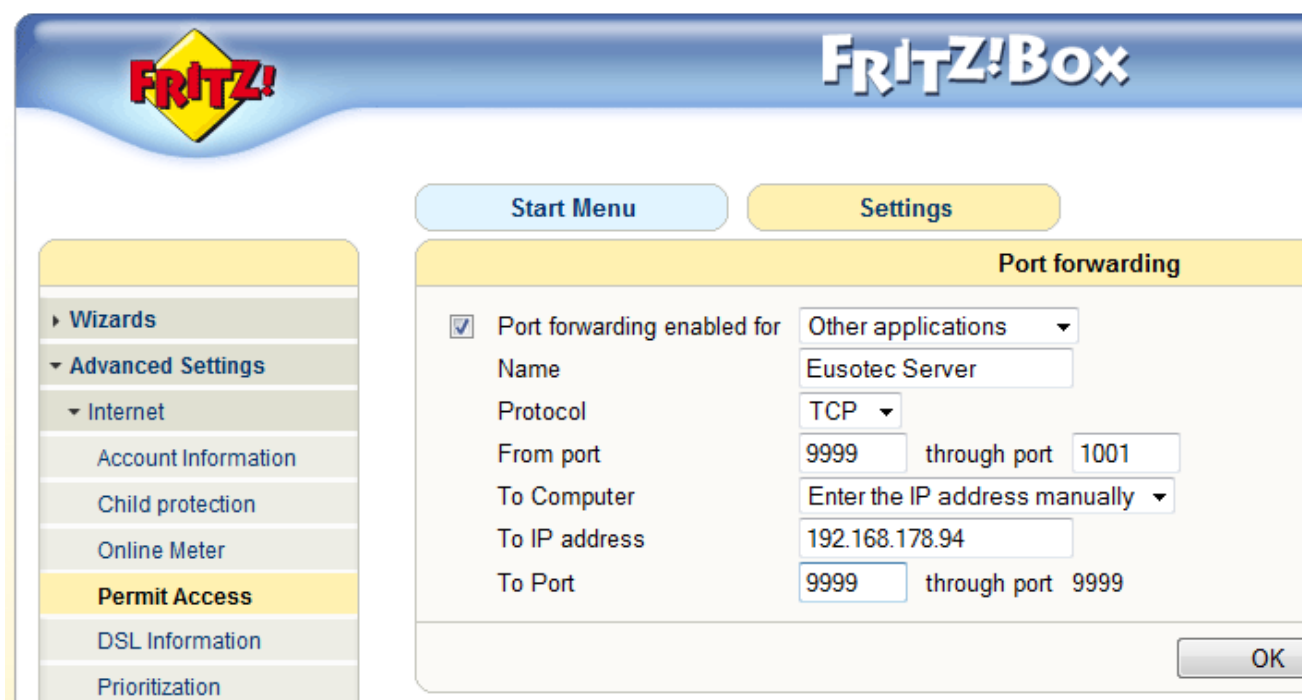 FRITZ!
FRITZ!Box
Start Menu
Settings
Port forwarding
Wizards
Advanced Settings
Internet
Account Information
Child protection
Online Meter
Permit Access
DSL Information
Prioritization
Port forwarding enabled for Other applications
Name Eusotec Server
Protocol TCP
From port 9999 through port 1001
To Computer Enter the IP address manually
To IP address 192.168.178.94
To Port 9999 through port 9999
OK